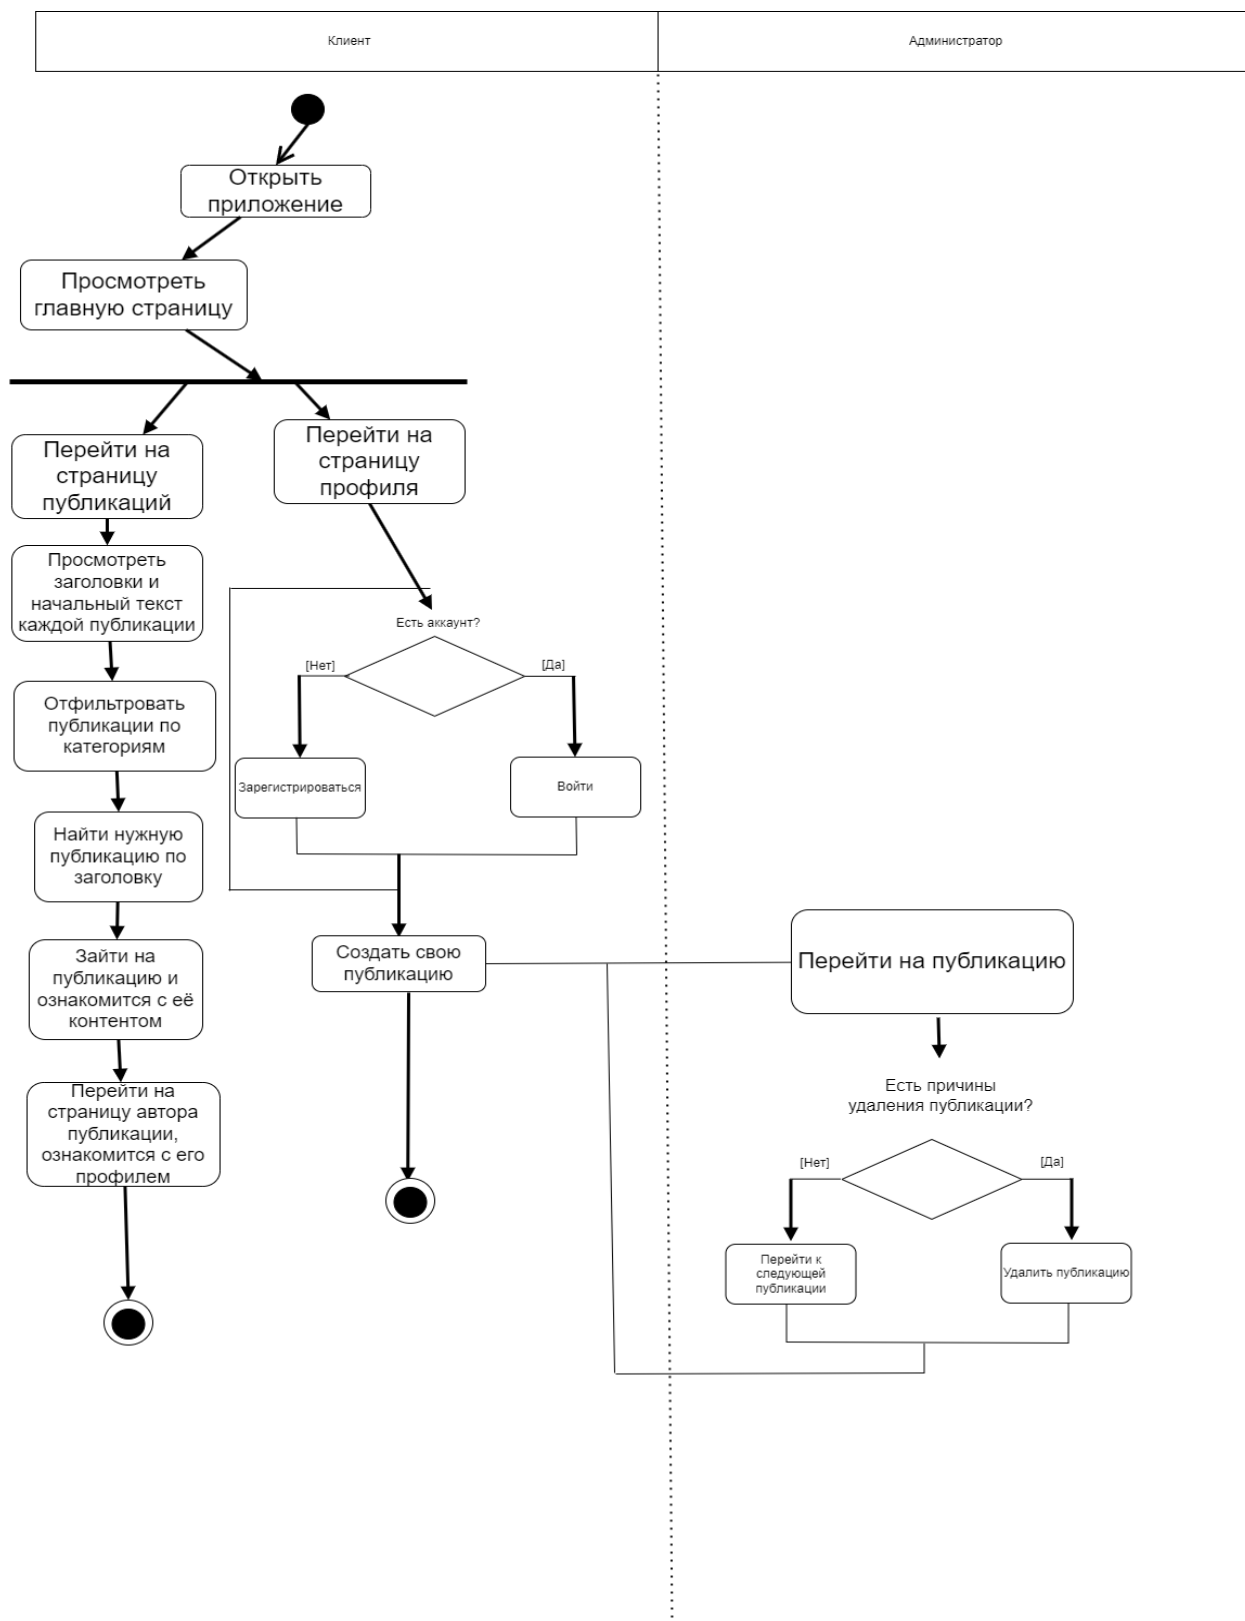 Клиент
Администратор
Открыть
приложение
Просмотреть
главную страницу
Перейти на
страницу
публикаций
Перейти на
страницу
профиля
Просмотреть
заголовки и
начальный текст
каждой публикации
Есть аккаунт?
[Нет]
[Да]
Отфильтровать
публикации по
категориям
Зарегистрироваться
Войти
Найти нужную
публикацию по
заголовку
Зайти на
публикацию и
ознакомится с её
контентом
Создать свою
публикацию
Перейти на публикацию
Перейти на
страницу автора
публикации,
ознакомится с его
профилем
Есть причины
удаления публикации?
[Нет]
[Да]
Перейти к
следующей
публикации
Удалить публикацию